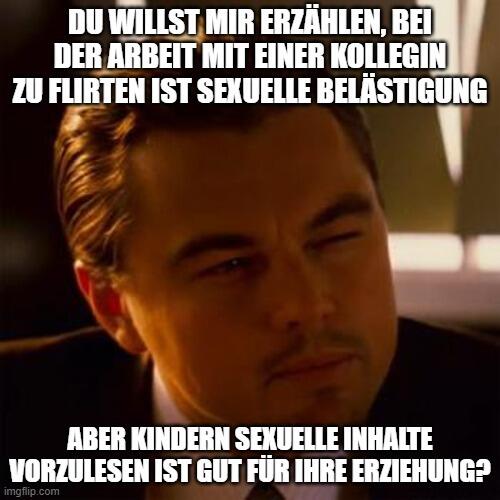 DU WILLST MIR ERZÄHLEN, BEI
DER ARBEIT MIT EINER KOLLEGIN
ZU FLIRTEN IST SEXUELLE BELÄSTIGUNG
ABER KINDERN SEXUELLE INHALTE
VORZULESEN IST GUT FÜR IHRE ERZIEHUNG?
imgflip.com